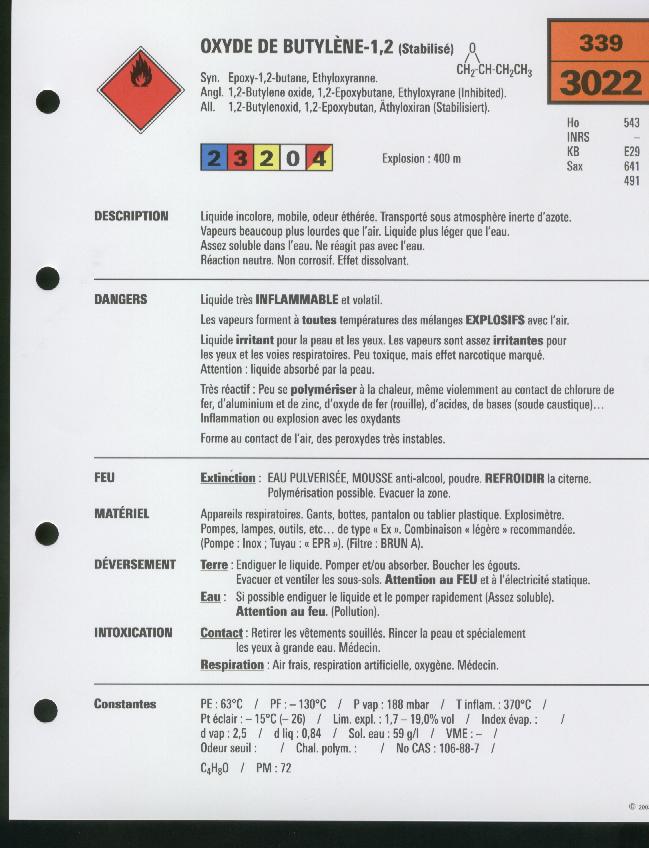 OXYDE DE BUTYLÈNE-1,2 (Stabilisé)
O
CH₂-CH-CH₂CH₃
339
3022
Syn. Epoxy-1,2-butane, Ethyloxyranne.
Angl. 1,2-Butylene oxide, 1,2-Epoxybutane, Ethyloxyrane (Inhibited).
All. 1,2-Butylenoxid, 1,2-Epoxybutan, Äthyloxiran (Stabilisiert).
Ho 543
INRS –
KB E29
Sax 641
491
2 3 2 0 4
Explosion : 400 m
DESCRIPTION
Liquide incolore, mobile, odeur éthérée. Transporté sous atmosphère inerte d'azote.
Vapeurs beaucoup plus lourdes que l'air. Liquide plus léger que l'eau.
Assez soluble dans l'eau. Ne réagit pas avec l'eau.
Réaction neutre. Non corrosif. Effet dissolvant.
DANGERS
Liquide très INFLAMMABLE et volatil.
Les vapeurs forment à toutes températures des mélanges EXPLOSIFS avec l'air.
Liquide irritant pour la peau et les yeux. Les vapeurs sont assez irritantes pour
les yeux et les voies respiratoires. Peu toxique, mais effet narcotique marqué.
Attention : liquide absorbé par la peau.
Très réactif : Peu se polymériser à la chaleur, même violemment au contact de chlorure de
fer, d'aluminium et de zinc, d'oxyde de fer (rouille), d'acides, de bases (soude caustique)...
Inflammation ou explosion avec les oxydants
Forme au contact de l'air, des peroxydes très instables.
FEU
Extinction : EAU PULVERISÉE, MOUSSE anti-alcool, poudre. REFROIDIR la citerne.
Polymérisation possible. Evacuer la zone.
MATÉRIEL
Appareils respiratoires. Gants, bottes, pantalon ou tablier plastique. Explosimètre.
Pompes, lampes, outils, etc... de type « Ex ». Combinaison « légère » recommandée.
(Pompe : Inox ; Tuyau : « EPR »). (Filtre : BRUN A).
DÉVERSEMENT
Terre : Endiguer le liquide. Pomper et/ou absorber. Boucher les égouts.
Evacuer et ventiler les sous-sols. Attention au FEU et à l'électricité statique.
Eau : Si possible endiguer le liquide et le pomper rapidement (Assez soluble).
Attention au feu. (Pollution).
INTOXICATION
Contact : Retirer les vêtements souillés. Rincer la peau et spécialement
les yeux à grande eau. Médecin.
Respiration : Air frais, respiration artificielle, oxygène. Médecin.
Constantes
PE : 63°C / PF : – 130°C / P vap : 188 mbar / T inflam. : 370°C /
Pt éclair : – 15°C (– 26) / Lim. expl. : 1,7 – 19,0% vol / Index évap. : /
d vap : 2,5 / d liq : 0,84 / Sol. eau : 59 g/l / VME : – /
Odeur seuil : / Chal. polym. : / No CAS : 106-88-7 /
C₄H₈O / PM : 72
©